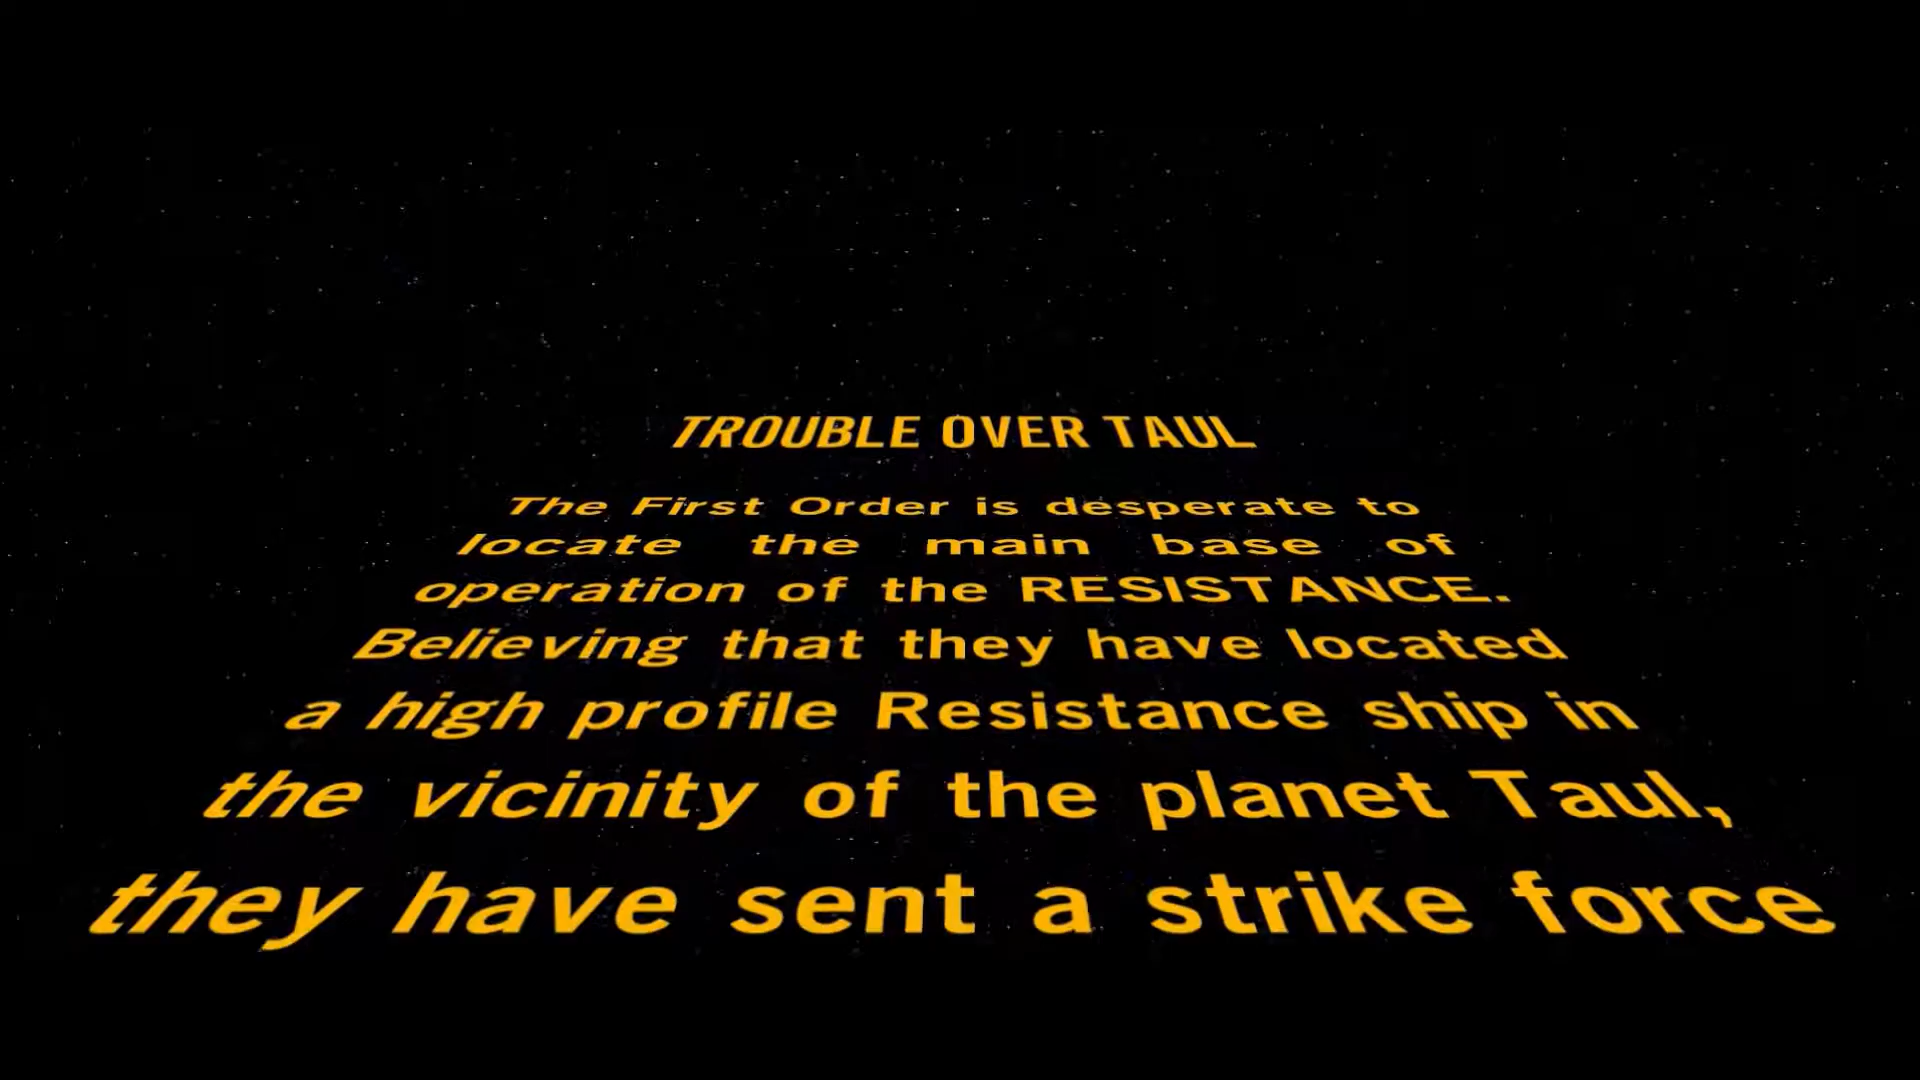 TROUBLE OVER TAUL
The First Order is desperate to
locate the main base of
operation of the RESISTANCE.
Believing that they have located
a high profile Resistance ship in
the vicinity of the planet Taul,
they have sent a strike force